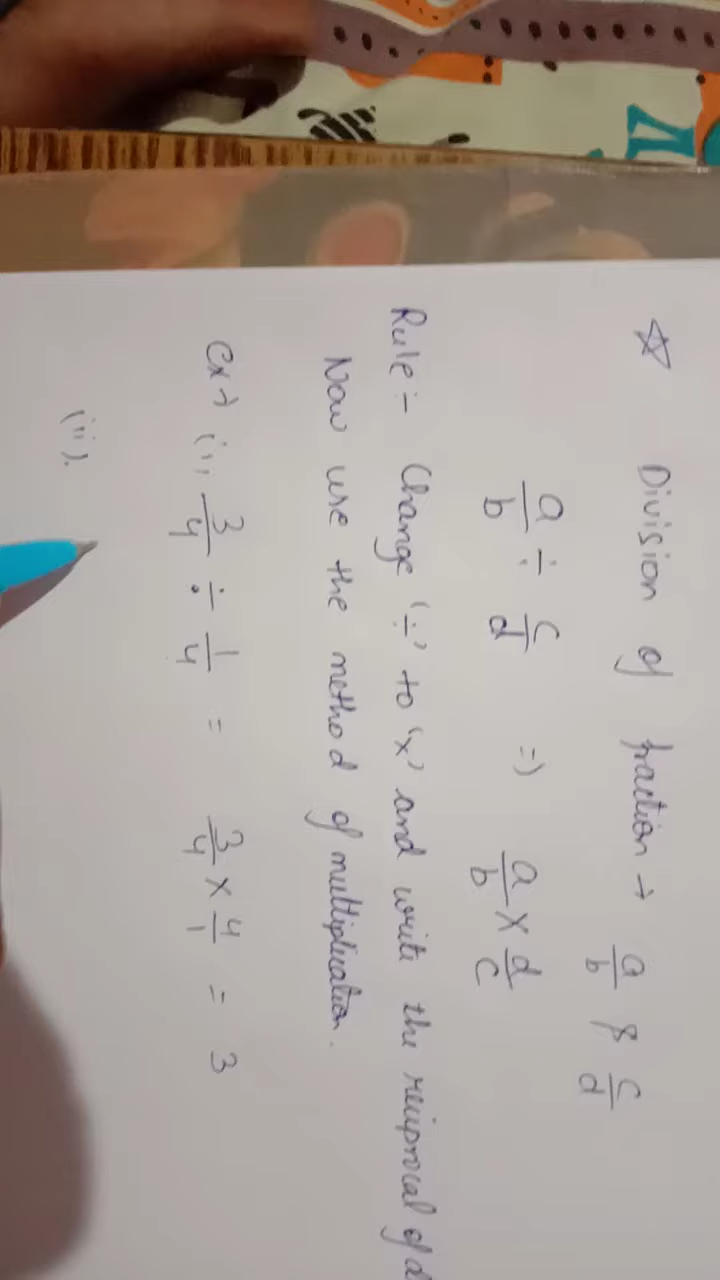 ☆ Division of fraction → a/b & c/d
a/b ÷ c/d => a/b × d/c
Rule :- Change '÷' to 'x' and write the reciprocal of
Now use the method of multiplication.
ex → (i), 3/4 ÷ 1/4 = 3/4 × 4/1 = 3
(ii).